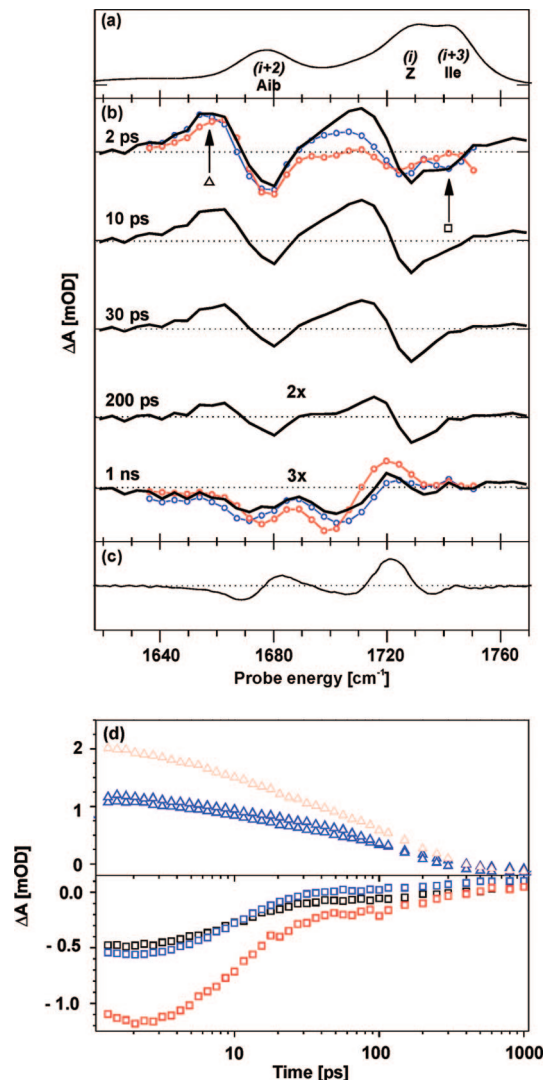 (a)
(i+2)
Aib
(i)
Z
(i+3)
Ile
(b)
2 ps
10 ps
30 ps
200 ps
2x
1 ns
3x
ΔA [mOD]
(c)
1640
1680
1720
1760
Probe energy [cm⁻¹]
(d)
2
1
0
0.0
- 0.5
- 1.0
ΔA [mOD]
10
100
1000
Time [ps]